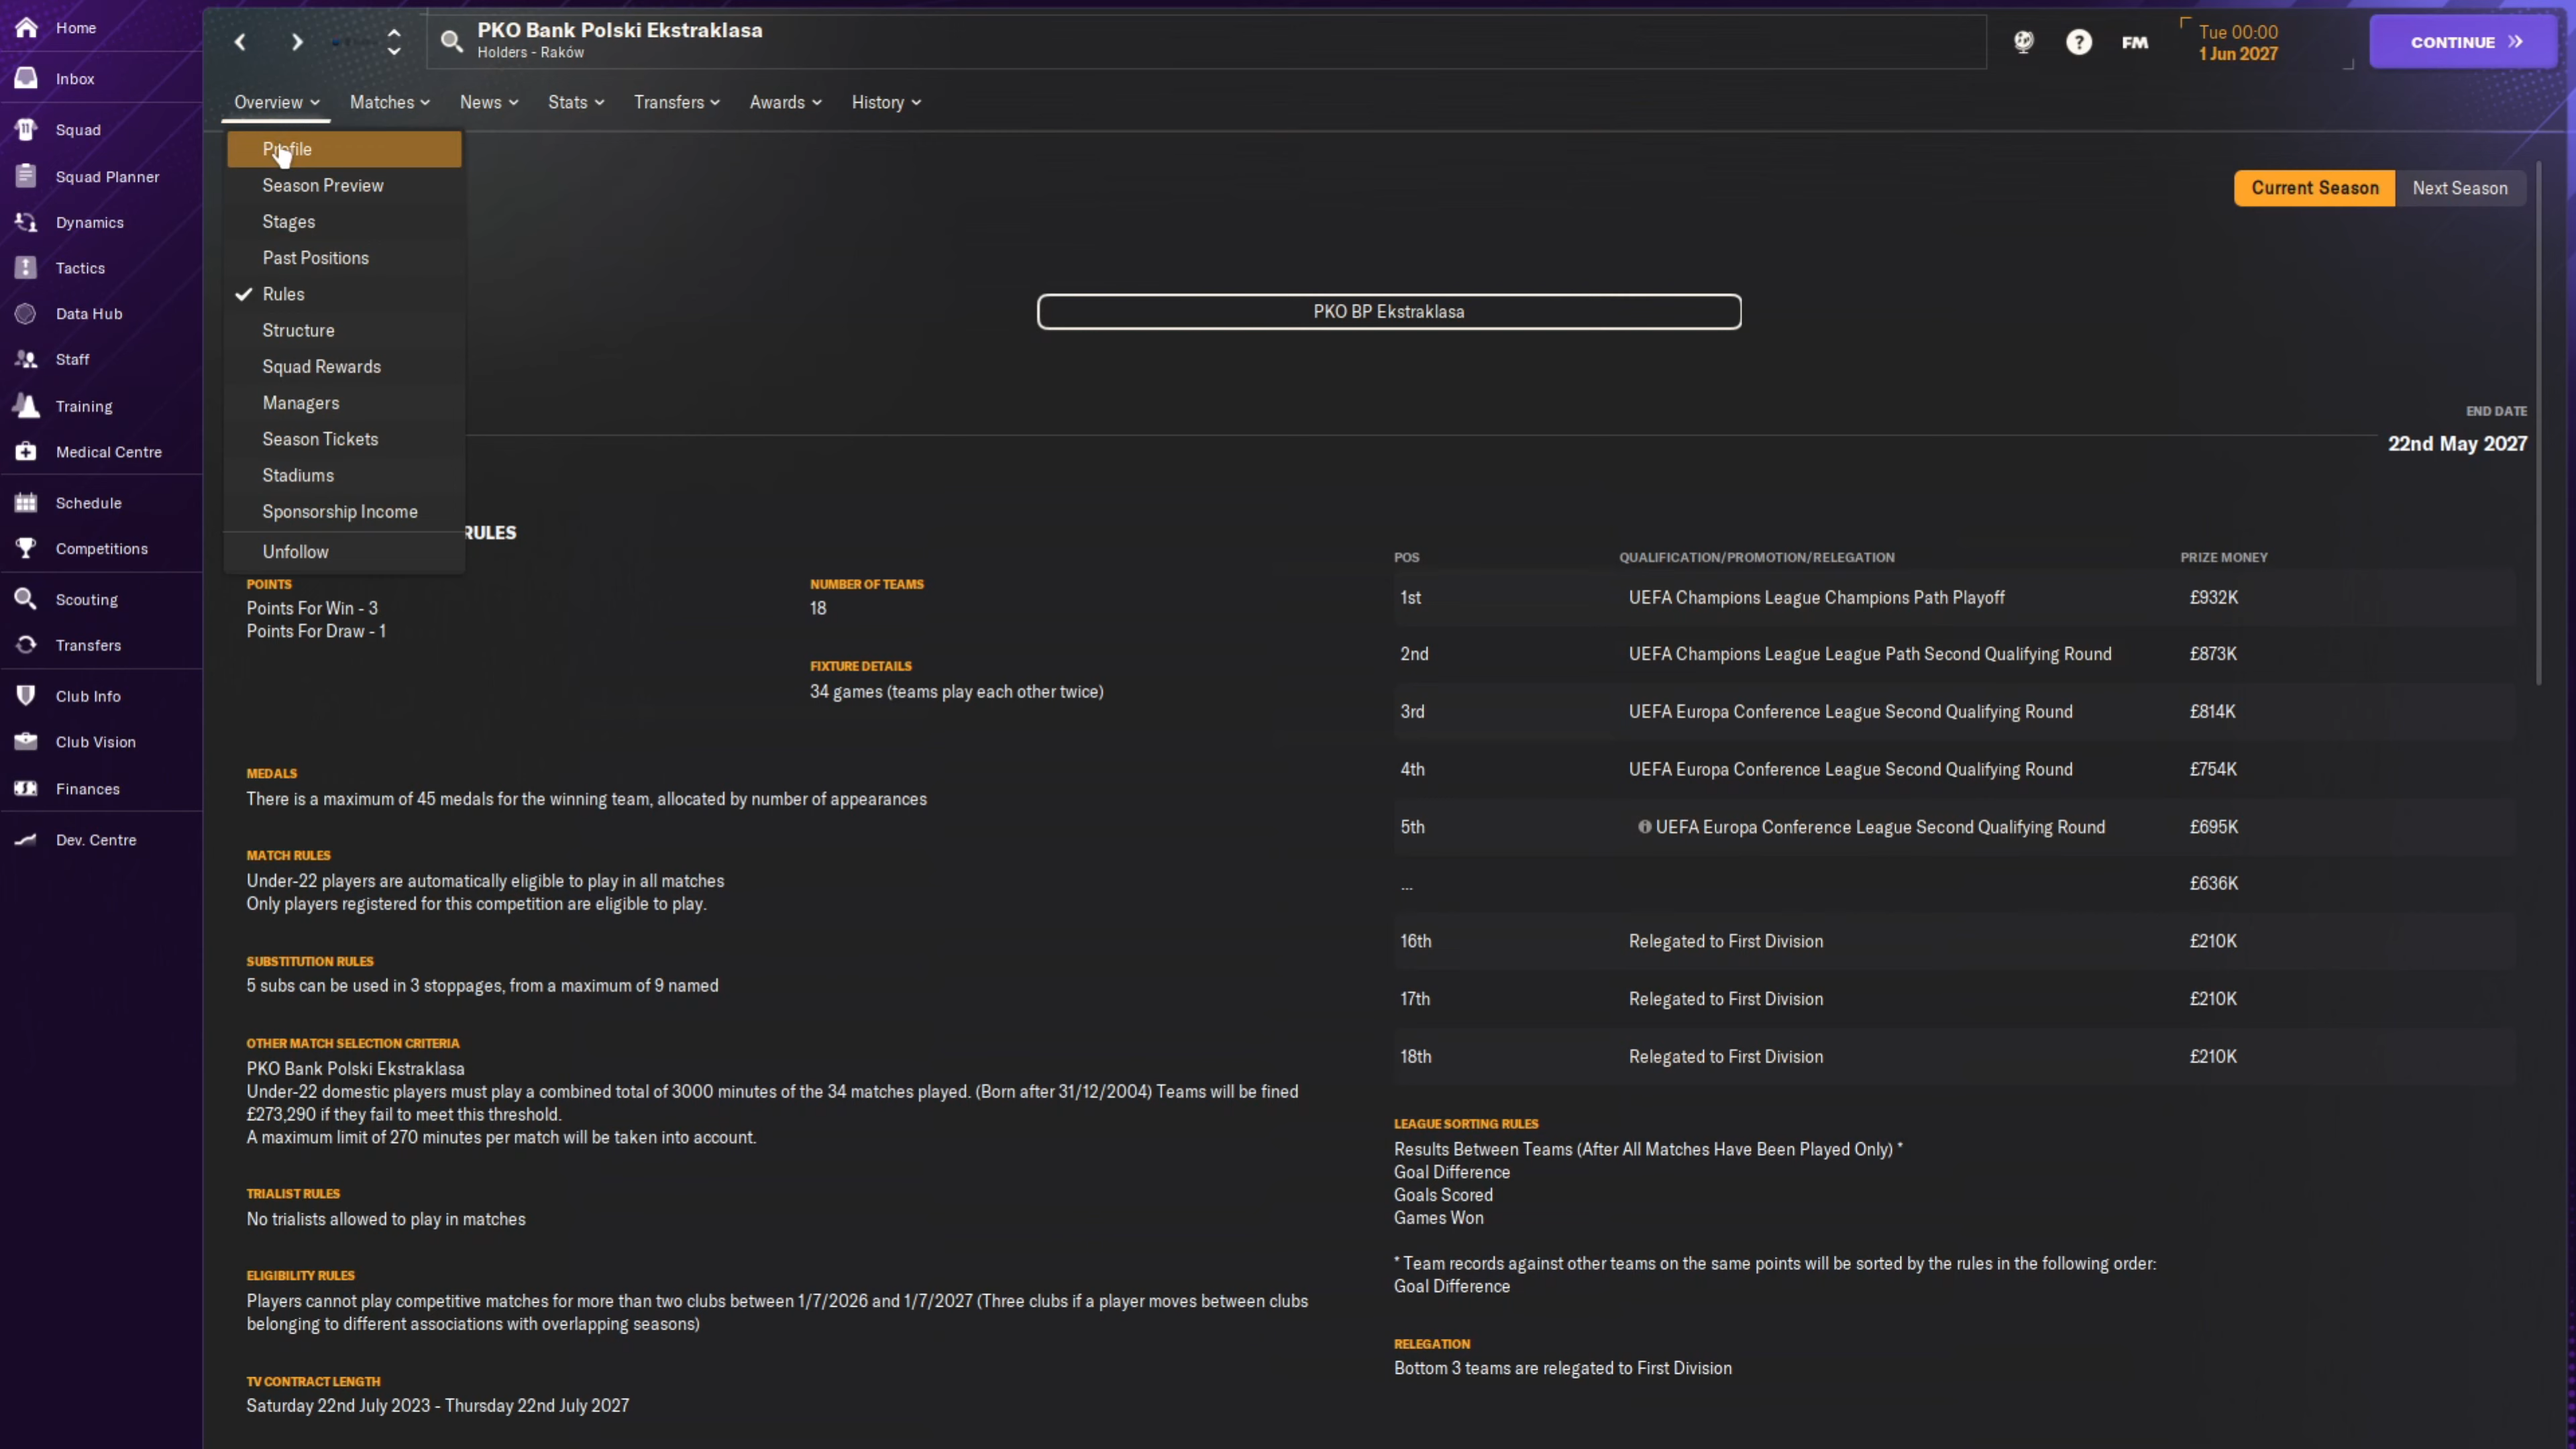 Home
Inbox
Squad
Squad Planner
Dynamics
Tactics
Data Hub
Staff
Training
Medical Centre
Schedule
Competitions
Scouting
Transfers
Club Info
Club Vision
Finances
Dev. Centre
PKO Bank Polski Ekstraklasa
Holders - Raków
FM
Tue 00:00
1 Jun 2027
CONTINUE
Overview Matches News Stats Transfers Awards History
Profile
Season Preview
Stages
Past Positions
Rules
Structure
Squad Rewards
Managers
Season Tickets
Stadiums
Sponsorship Income
Unfollow
Current Season Next Season
PKO BP Ekstraklasa
END DATE
22nd May 2027
RULES
POINTS
Points For Win - 3
Points For Draw - 1
NUMBER OF TEAMS
18
FIXTURE DETAILS
34 games (teams play each other twice)
MEDALS
There is a maximum of 45 medals for the winning team, allocated by number of appearances
MATCH RULES
Under-22 players are automatically eligible to play in all matches
Only players registered for this competition are eligible to play.
SUBSTITUTION RULES
5 subs can be used in 3 stoppages, from a maximum of 9 named
OTHER MATCH SELECTION CRITERIA
PKO Bank Polski Ekstraklasa
Under-22 domestic players must play a combined total of 3000 minutes of the 34 matches played. (Born after 31/12/2004) Teams will be fined
£273,290 if they fail to meet this threshold.
A maximum limit of 270 minutes per match will be taken into account.
TRIALIST RULES
No trialists allowed to play in matches
ELIGIBILITY RULES
Players cannot play competitive matches for more than two clubs between 1/7/2026 and 1/7/2027 (Three clubs if a player moves between clubs
belonging to different associations with overlapping seasons)
TV CONTRACT LENGTH
Saturday 22nd July 2023 - Thursday 22nd July 2027
POS QUALIFICATION/PROMOTION/RELEGATION PRIZE MONEY
1st UEFA Champions League Champions Path Playoff £932K
2nd UEFA Champions League League Path Second Qualifying Round £873K
3rd UEFA Europa Conference League Second Qualifying Round £814K
4th UEFA Europa Conference League Second Qualifying Round £754K
5th UEFA Europa Conference League Second Qualifying Round £695K
... £636K
16th Relegated to First Division £210K
17th Relegated to First Division £210K
18th Relegated to First Division £210K
LEAGUE SORTING RULES
Results Between Teams (After All Matches Have Been Played Only) *
Goal Difference
Goals Scored
Games Won
* Team records against other teams on the same points will be sorted by the rules in the following order:
Goal Difference
RELEGATION
Bottom 3 teams are relegated to First Division